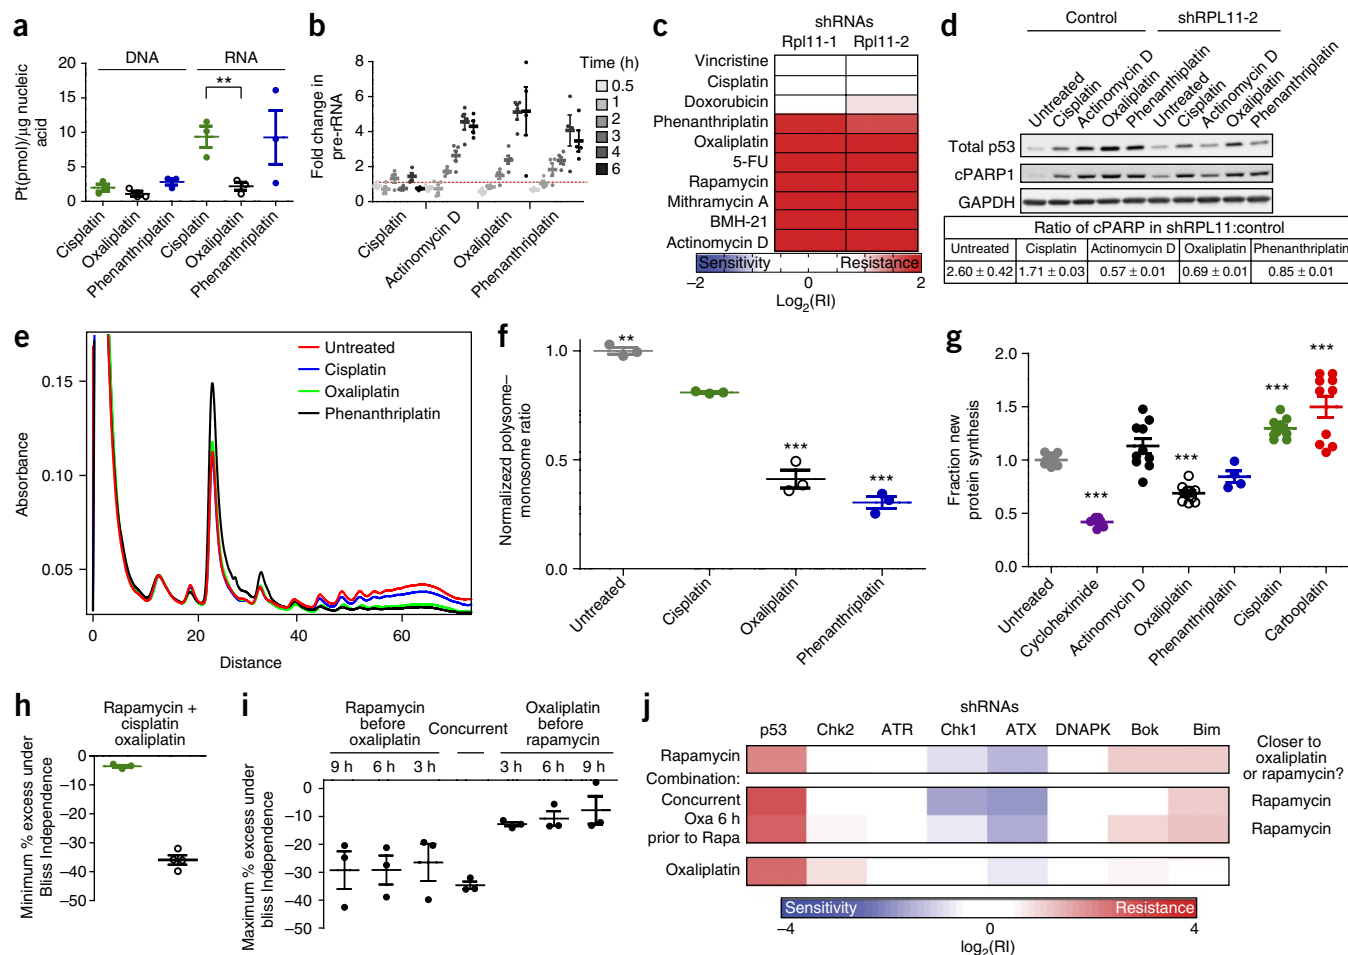 a
DNA
RNA
**
Pt(pmol)/μg nucleic
acid
20
15
10
5
0
Cisplatin
Oxaliplatin
Phenanthriplatin
Cisplatin
Oxaliplatin
Phenanthriplatin
b
Fold change in
pre-rRNA
8
6
4
2
0
Cisplatin
Actinomycin D
Oxaliplatin
Phenanthriplatin
Time (h)
0.5
1
2
3
4
6
c
shRNAs
Rpl11-1 Rpl11-2
Vincristine
Cisplatin
Doxorubicin
Phenanthriplatin
Oxaliplatin
5-FU
Rapamycin
Mithramycin A
BMH-21
Actinomycin D
Sensitivity Resistance
–2 0 2
Log2(RI)
d
Control shRPL11-2
Untreated
Cisplatin
Actinomycin D
Oxaliplatin
Phenanthiplatin
Untreated
Cisplatin
Actinomycin D
Oxaliplatin
Phenanthriplatin
Total p53
cPARP1
GAPDH
Ratio of cPARP in shRPL11:control
Untreated Cisplatin Actinomycin D Oxaliplatin Phenanthriplatin
2.60 ± 0.42 1.71 ± 0.03 0.57 ± 0.01 0.69 ± 0.01 0.85 ± 0.01
e
Absorbance
0.15
0.10
0.05
0 20 40 60
Distance
Untreated
Cisplatin
Oxaliplatin
Phenanthriplatin
f
Normalizazd polysome–
monosome ratio
1.0
0.5
0.0
**
***
***
Untreated
Cisplatin
Oxaliplatin
Phenanthriplatin
g
Fraction new
protein synthesis
2.0
1.5
1.0
0.5
0.0
***
***
***
***
Untreated
Cycloheximide
Actinomycin D
Oxaliplatin
Phenanthriplatin
Cisplatin
Carboplatin
h
Rapamycin +
cisplatin
oxaliplatin
Minimum % excess under
Bliss Independence
0
–10
–20
–30
–40
–50
i
Rapamycin
before
oxaliplatin
Concurrent
Oxaliplatin
before
rapamycin
9 h 6 h 3 h 3 h 6 h 9 h
Maximum % excess under
bliss Independence
0
–10
–20
–30
–40
–50
j
shRNAs
p53 Chk2 ATR Chk1 ATX DNAPK Bok Bim
Closer to
oxaliplatin
or rapamycin?
Rapamycin
Combination:
Concurrent
Rapamycin
Oxa 6 h
prior to Rapa
Rapamycin
Oxaliplatin
Sensitivity Resistance
–4 0 4
log2(RI)